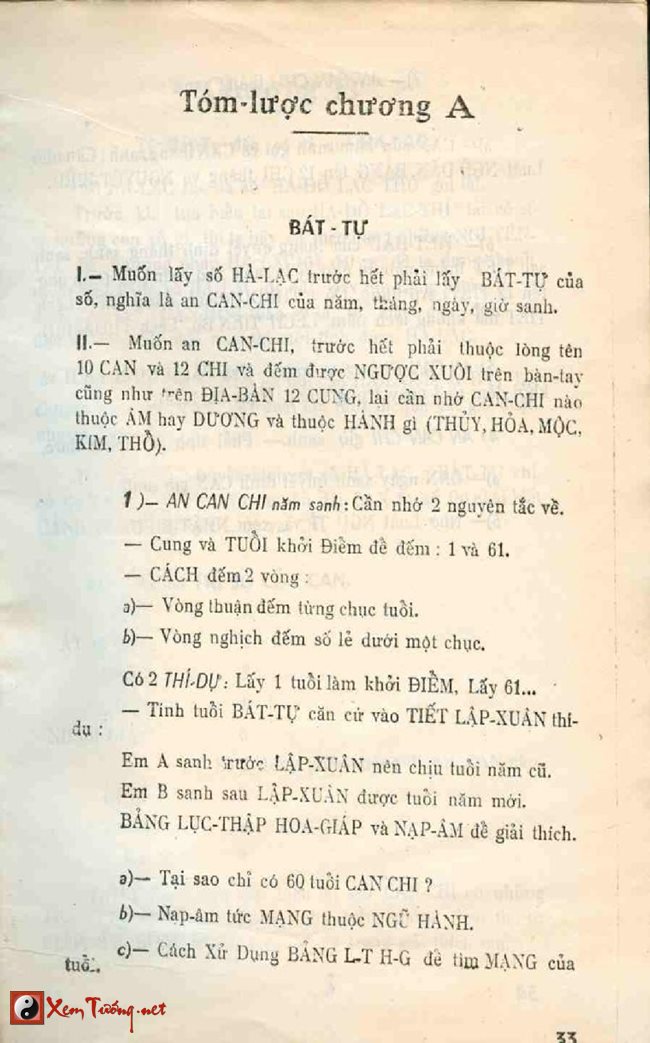 Tóm-lược chương A
BÁT - TỰ
I.— Muốn lấy số HÀ-LẠC trước hết phải lấy BÁT-TỰ của
số, nghĩa là an CAN-CHI của năm, tháng, ngày, giờ sanh.
II.— Muốn an CAN-CHI, trước hết phải thuộc lòng tên
10 CAN và 12 CHI và đếm được NGƯỢC XUÔI trên bàn-tay
cũng như trên ĐỊA-BÀN 12 CUNG, lại cần nhớ CAN-CHI nào
thuộc ÂM hay DƯƠNG và thuộc HÀNH gì (THỦY, HỎA, MỘC,
KIM, THỔ).
1)— AN CAN CHI năm sanh : Cần nhớ 2 nguyên tắc về.
— Cung và TUỔI khởi Điểm để đếm : 1 và 61.
— CÁCH đếm 2 vòng :
a)— Vòng thuận đếm từng chục tuổi.
b)— Vòng nghịch đếm số lẻ dưới một chục.
Có 2 THÍ-DỤ : Lấy 1 tuổi làm khởi ĐIỂM, Lấy 61...
— Tính tuổi BÁT-TỰ căn cứ vào TIẾT LẬP-XUÂN thí-
dụ :
Em A sanh trước LẬP-XUÂN nên chịu tuổi năm cũ.
Em B sanh sau LẬP-XUÂN được tuổi năm mới.
BẢNG LỤC-THẬP HOA-GIÁP và NẠP-ÂM để giải thích.
a)— Tại sao chỉ có 60 tuổi CAN CHI ?
b)— Nạp-âm tức MẠNG thuộc NGŨ HÀNH.
c)— Cách Xử Dụng BẢNG L-T H-G để tìm MẠNG của
tuổi.
XemTướng.net
33